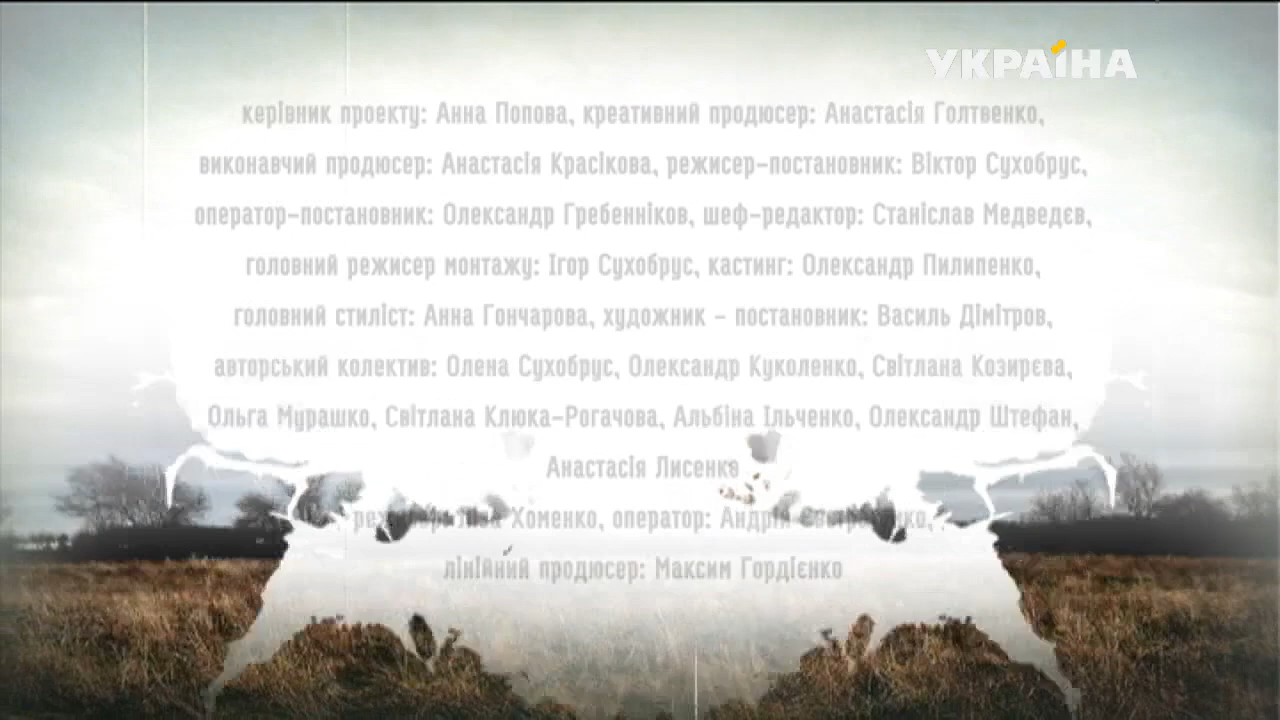 УКРАЇНА
керівник проекту: Анна Попова, креативний продюсер: Анастасія Голтвенко,
виконавчий продюсер: Анастасія Красікова, режисер-постановник: Віктор Сухобрус,
оператор-постановник: Олександр Гребенніков, шеф-редактор: Станіслав Медведєв,
головний режисер монтажу: Ігор Сухобрус, кастинг: Олександр Пилипенко,
головний стиліст: Анна Гончарова, художник - постановник: Василь Дімітров,
авторський колектив: Олена Сухобрус, Олександр Куколенко, Світлана Козирєва,
Ольга Мурашко, Світлана Клюка-Рогачова, Альбіна Ільченко, Олександр Штефан,
Анастасія Лисенко
Хоменко, оператор: Андрій
лінійний продюсер: Максим Гордієнко